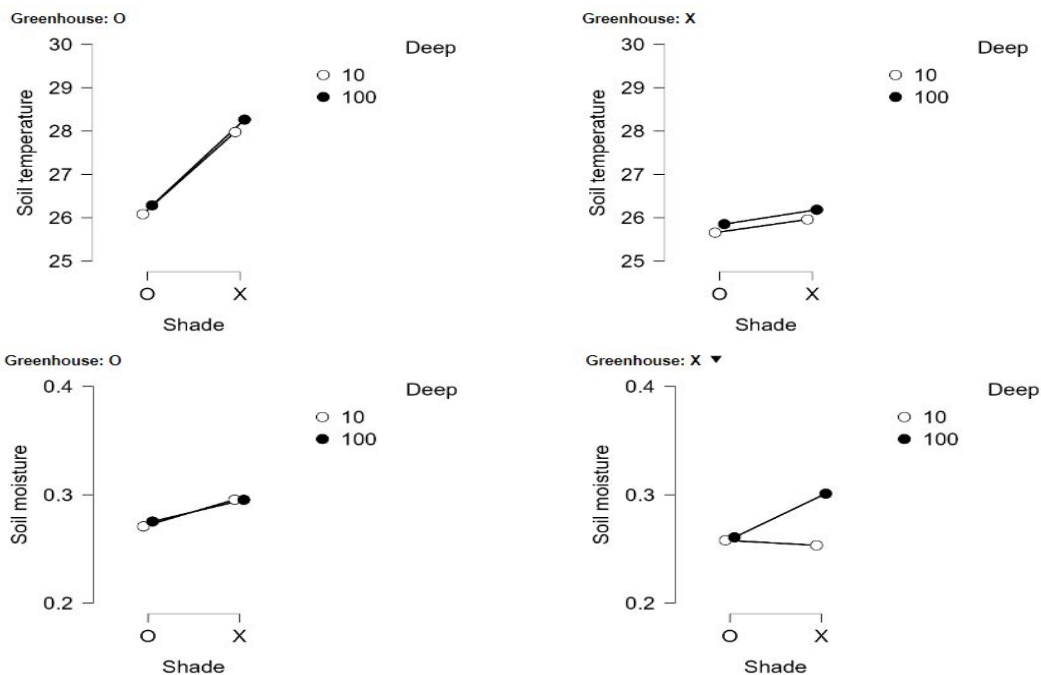 Greenhouse: O
30
29
28
27
26
25
Soil temperature
Deep
10
100
O
X
Shade
Greenhouse: X
30
29
28
27
26
25
Soil temperature
Deep
10
100
O
X
Shade
Greenhouse: O
0.4
0.3
0.2
Soil moisture
Deep
10
100
O
X
Shade
Greenhouse: X ▼
0.4
0.3
0.2
Soil moisture
Deep
10
100
O
X
Shade